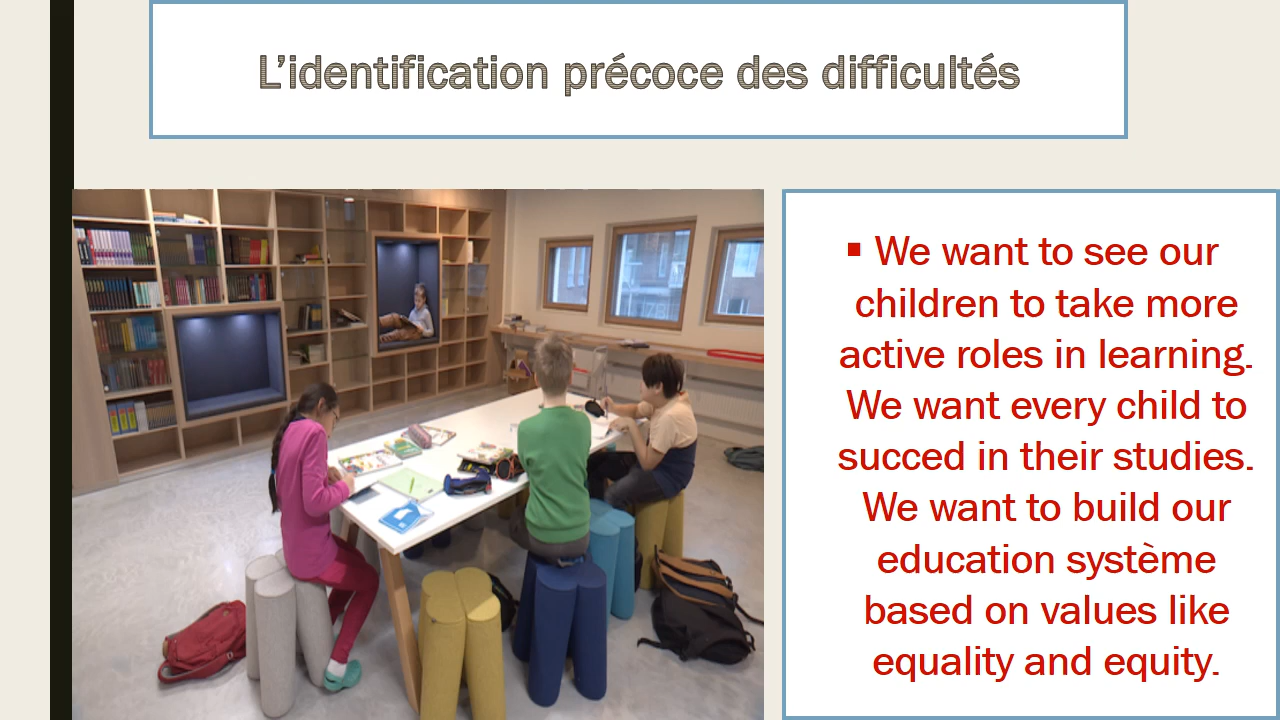 L’identification précoce des difficultés
▪ We want to see our
children to take more
active roles in learning.
We want every child to
succed in their studies.
We want to build our
education système
based on values like
equality and equity.